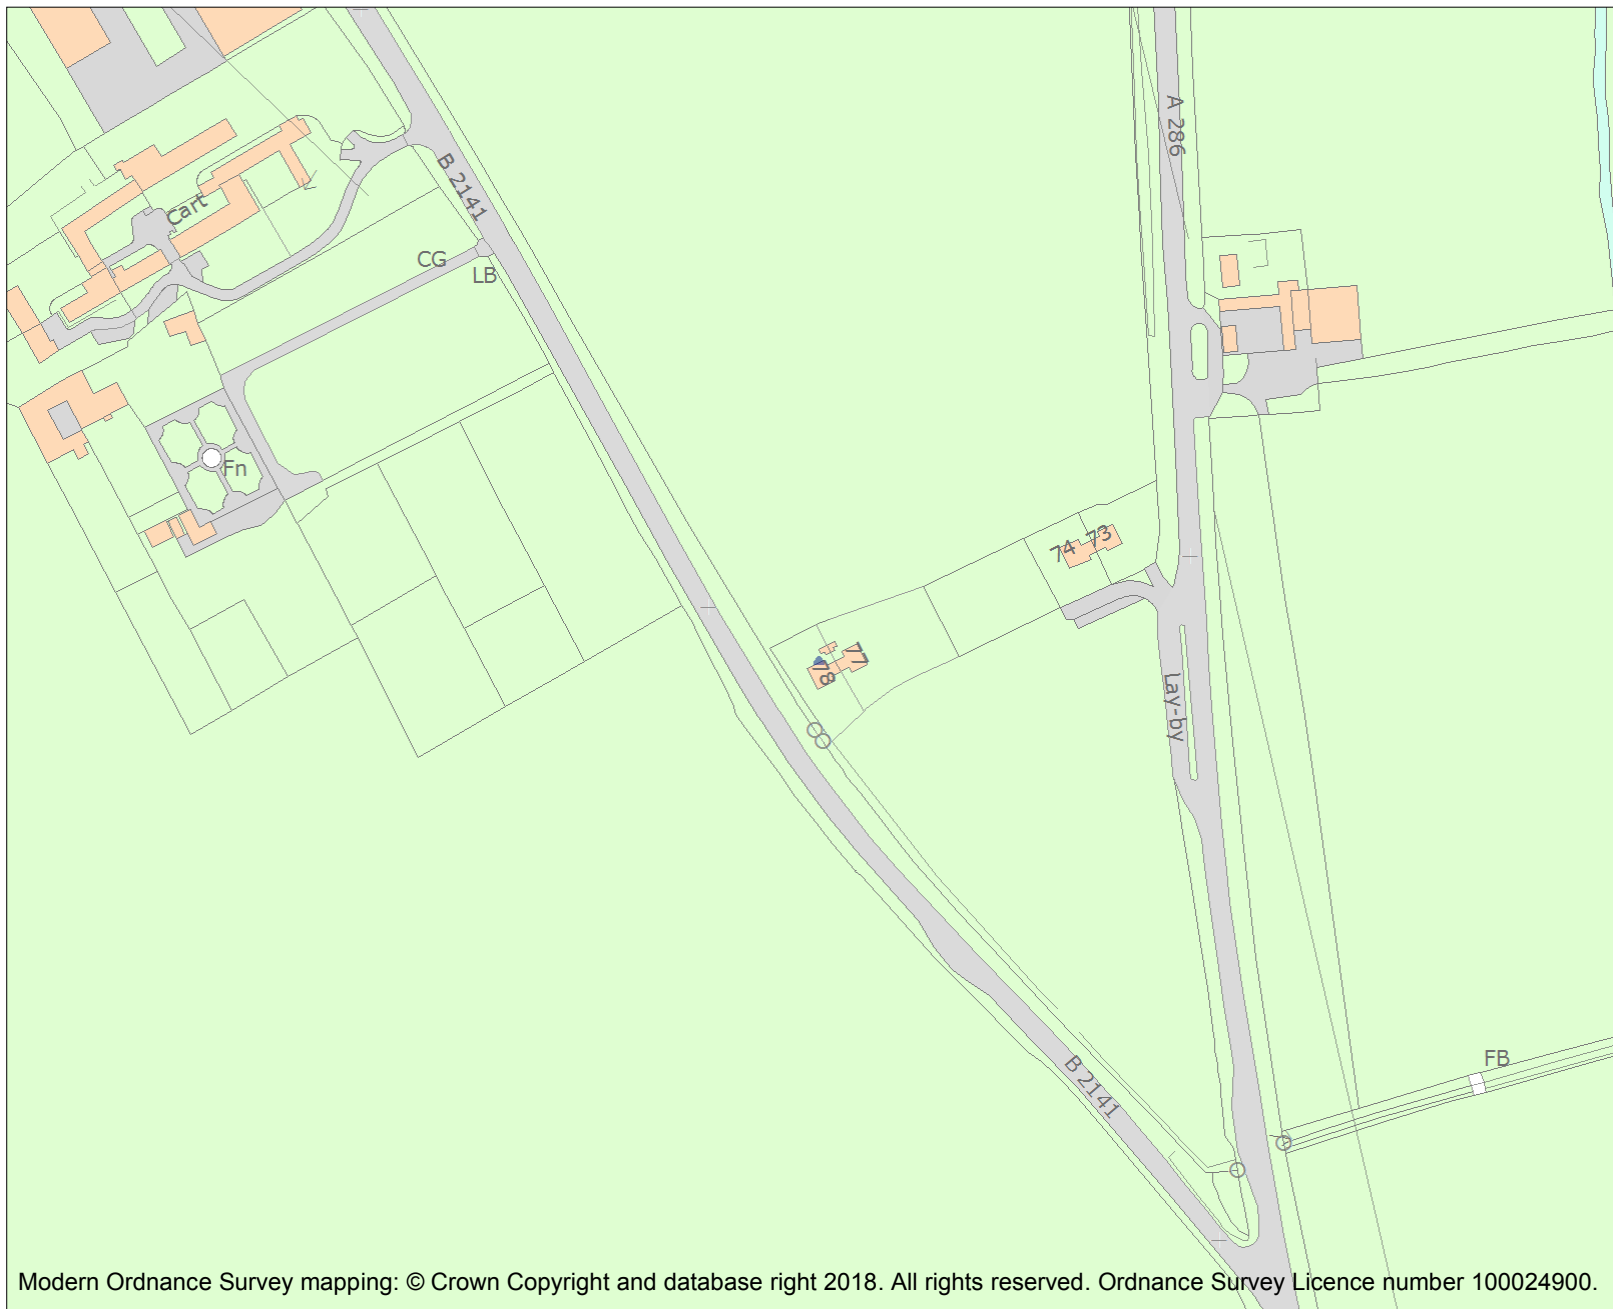 A 286
B 2141
Cart
CG
LB
Fn
74 73
77
78
Lay-by
FB
B 2141
Modern Ordnance Survey mapping: © Crown Copyright and database right 2018. All rights reserved. Ordnance Survey Licence number 100024900.